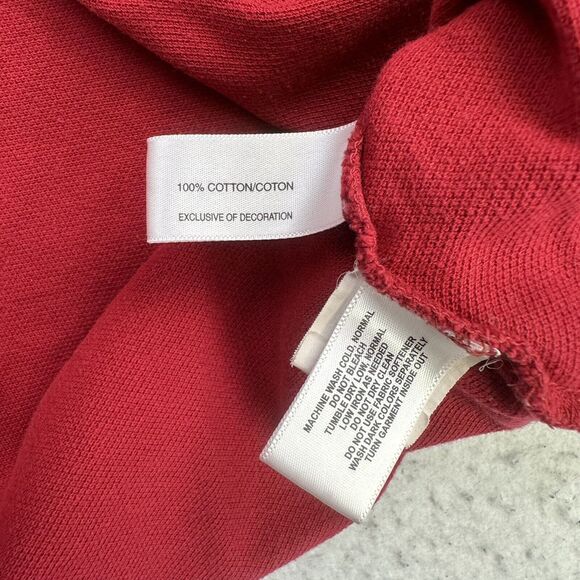 100% COTTON/COTON
EXCLUSIVE OF DECORATION
MACHINE WASH COLD, NORMAL
DO NOT BLEACH
TUMBLE DRY LOW, NORMAL
LOW IRON AS NEEDED
DO NOT DRY CLEAN
DO NOT USE FABRIC SOFTENER
WASH DARK COLORS SEPARATELY
TURN GARMENT INSIDE OUT